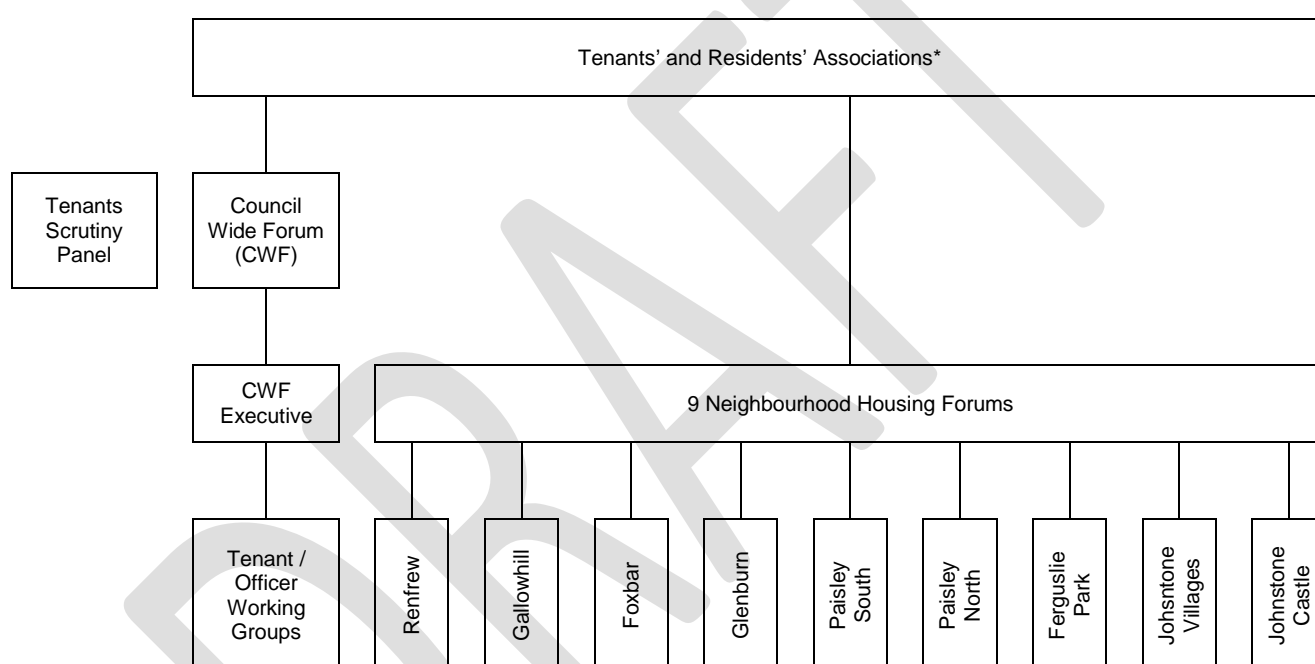 Tenants’ and Residents’ Associations*
Tenants
Scrutiny
Panel
Council
Wide Forum
(CWF)
CWF
Executive
9 Neighbourhood Housing Forums
Tenant /
Officer
Working
Groups
Renfrew
Gallowhill
Foxbar
Glenburn
Paisley
South
Paisley
North
Ferguslie
Park
Johsntone
Villages
Johnstone
Castle
DRAFT